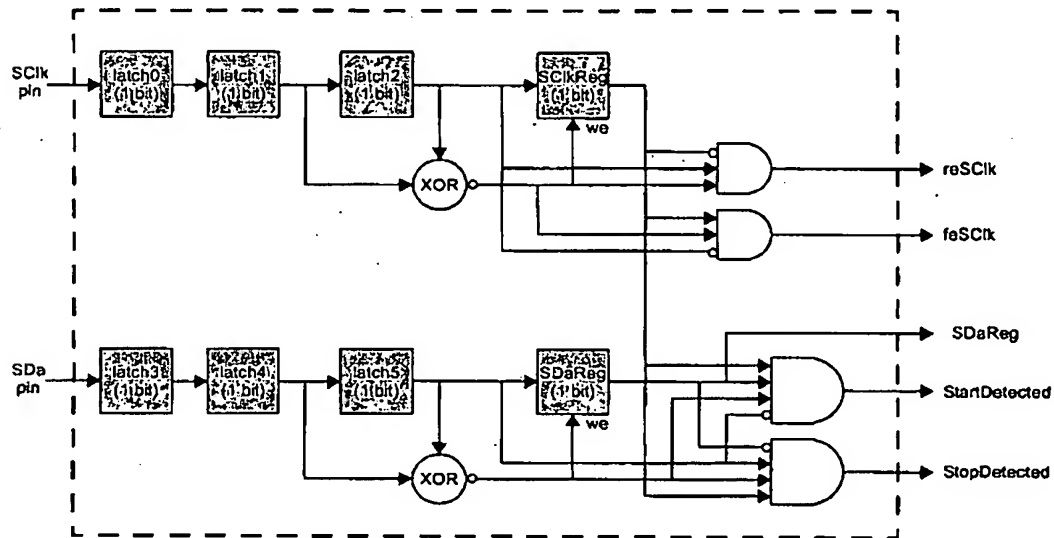 SClk
pin
latch0
(1 bit)
latch1
(1 bit)
latch2
(1 bit)
SClkReg
(1 bit)
we
XOR
reSClk
feSClk
SDa
pin
latch3
(1 bit)
latch4
(1 bit)
latch5
(1 bit)
SDaReg
(1 bit)
we
XOR
SDaReg
StartDetected
StopDetected